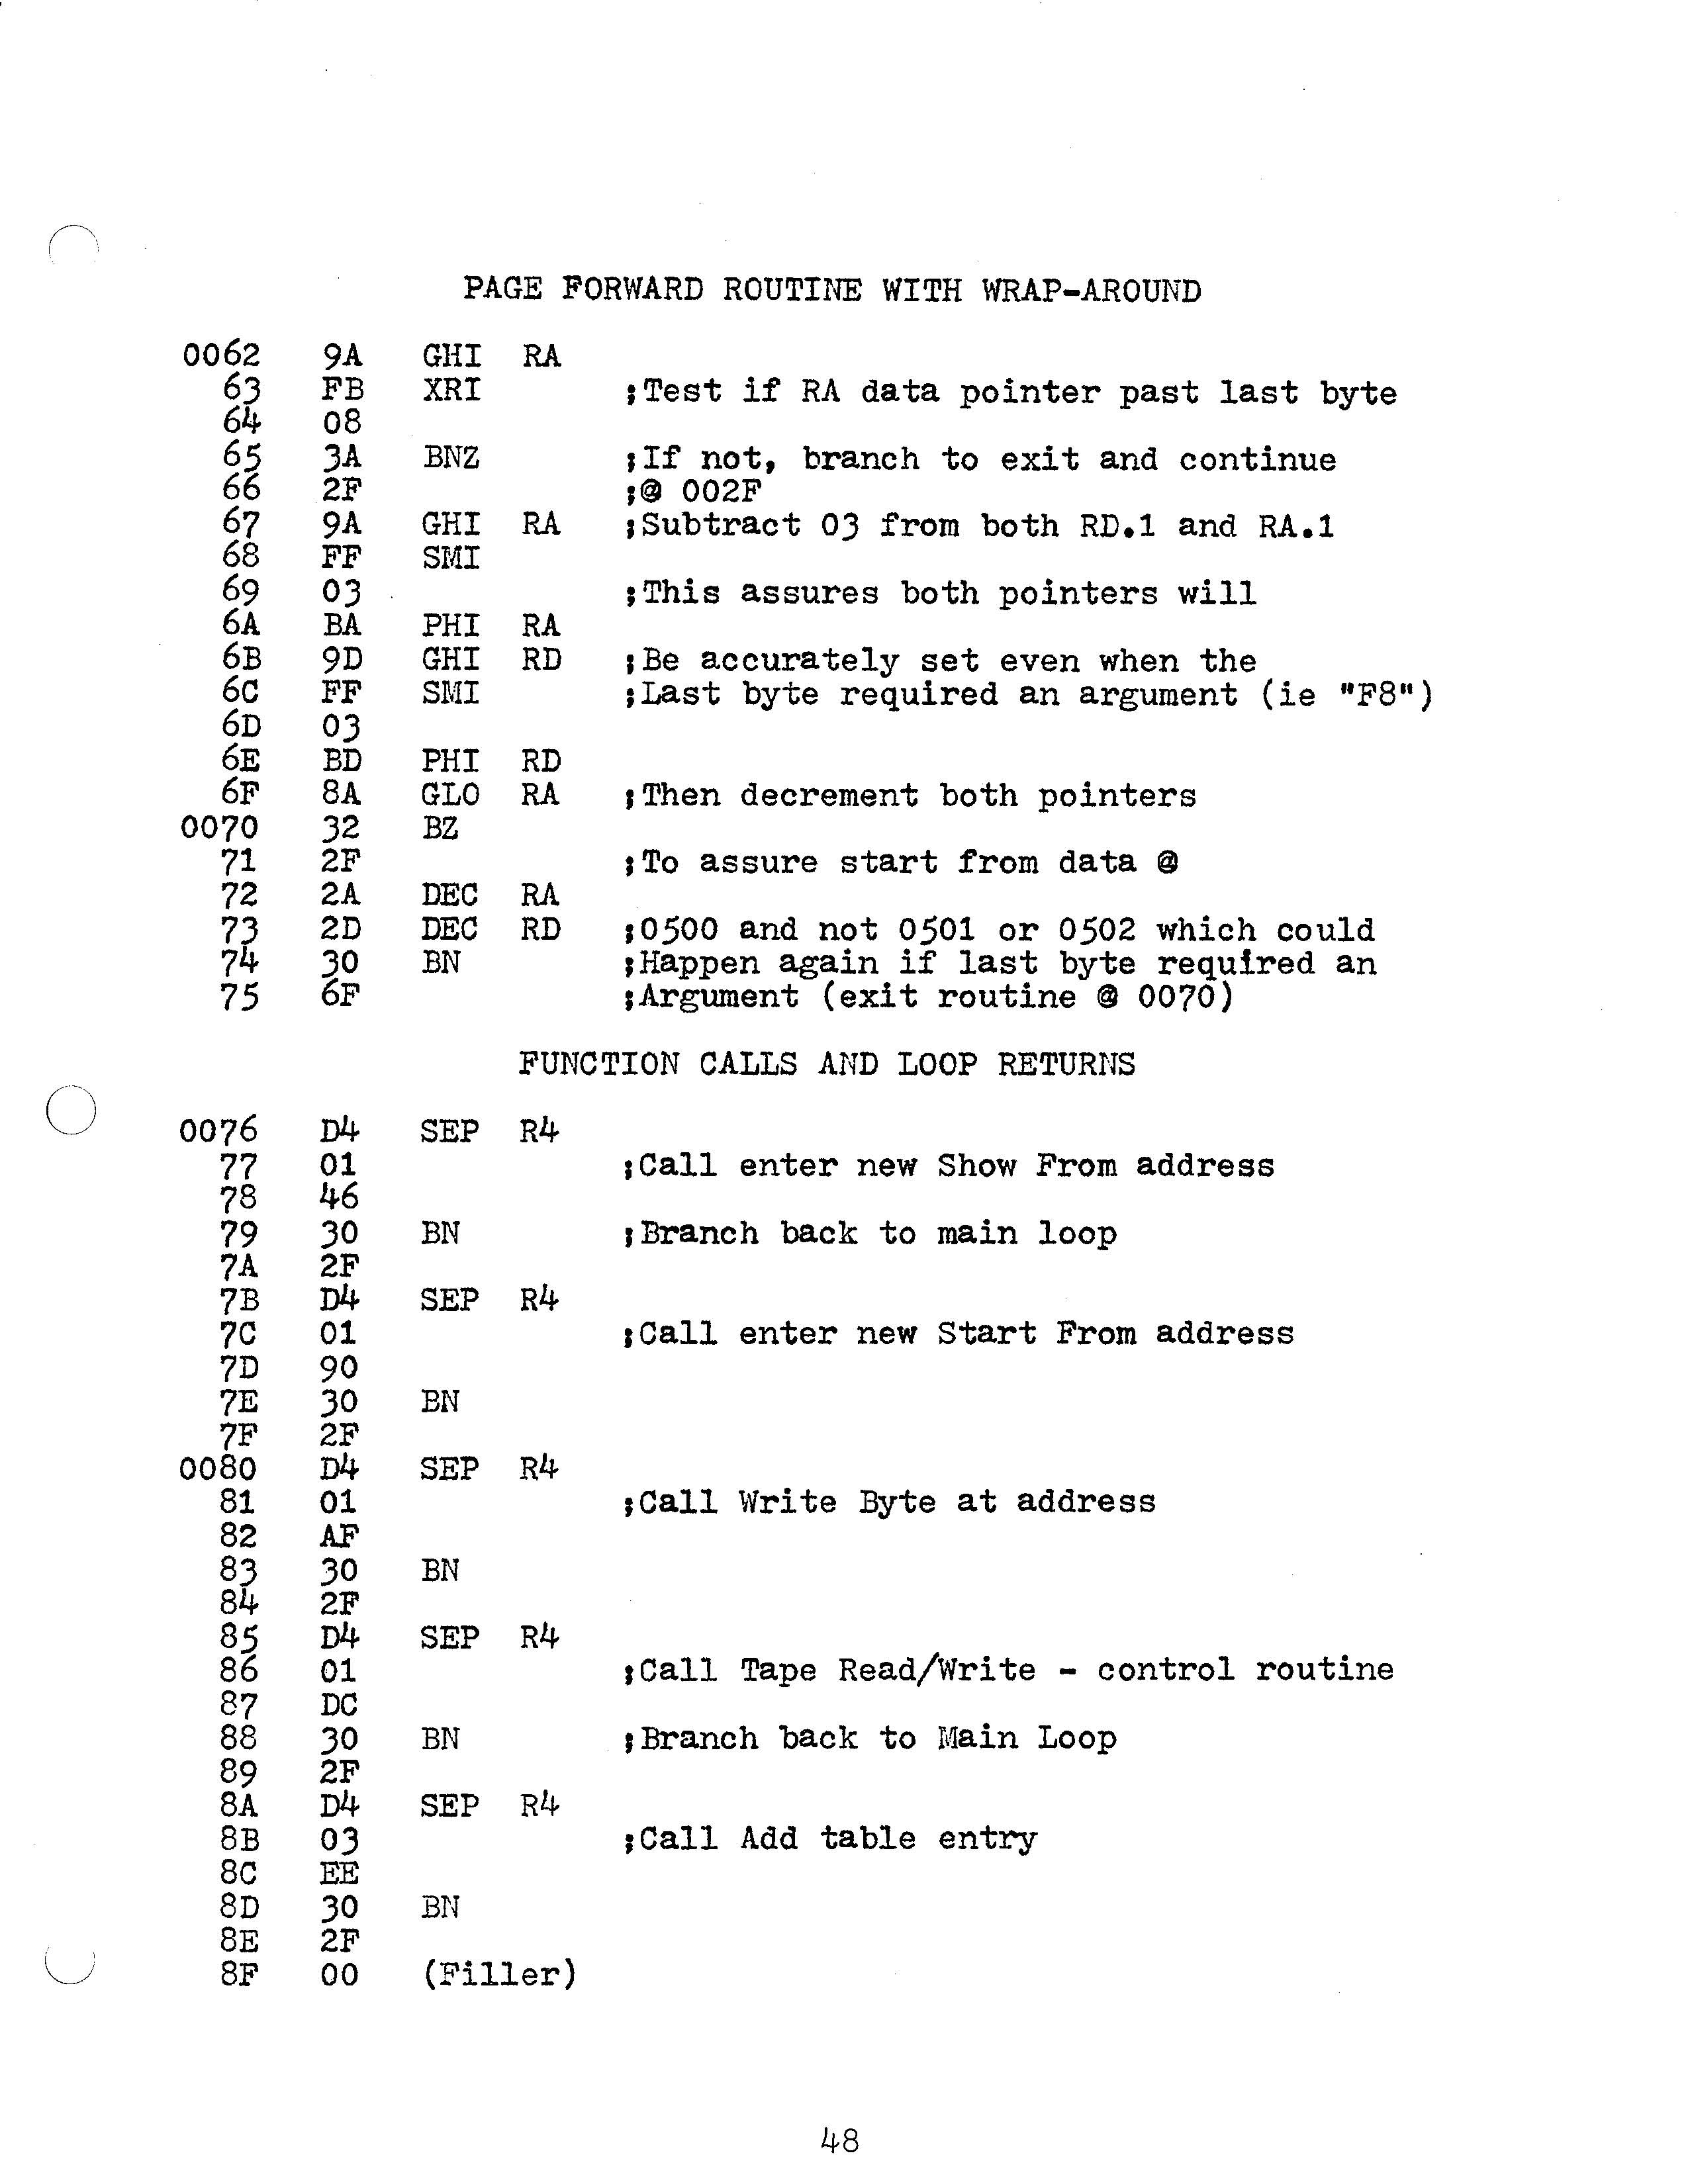 PAGE FORWARD ROUTINE WITH WRAP-AROUND
0062 9A GHI RA
63 FB XRI ;Test if RA data pointer past last byte
64 08
65 3A BNZ ;If not, branch to exit and continue
66 2F ;@ 002F
67 9A GHI RA ;Subtract 03 from both RD.1 and RA.1
68 FF SMI
69 03 ;This assures both pointers will
6A BA PHI RA
6B 9D GHI RD ;Be accurately set even when the
6C FF SMI ;Last byte required an argument (ie "F8")
6D 03
6E BD PHI RD
6F 8A GLO RA ;Then decrement both pointers
0070 32 BZ
71 2F ;To assure start from data @
72 2A DEC RA
73 2D DEC RD ;0500 and not 0501 or 0502 which could
74 30 BN ;Happen again if last byte required an
75 6F ;Argument (exit routine @ 0070)
FUNCTION CALLS AND LOOP RETURNS
0076 D4 SEP R4
77 01 ;Call enter new Show From address
78 46
79 30 BN ;Branch back to main loop
7A 2F
7B D4 SEP R4
7C 01 ;Call enter new Start From address
7D 90
7E 30 BN
7F 2F
0080 D4 SEP R4
81 01 ;Call Write Byte at address
82 AF
83 30 BN
84 2F
85 D4 SEP R4
86 01 ;Call Tape Read/Write - control routine
87 DC
88 30 BN ;Branch back to Main Loop
89 2F
8A D4 SEP R4
8B 03 ;Call Add table entry
8C EE
8D 30 BN
8E 2F
8F 00 (Filler)
48